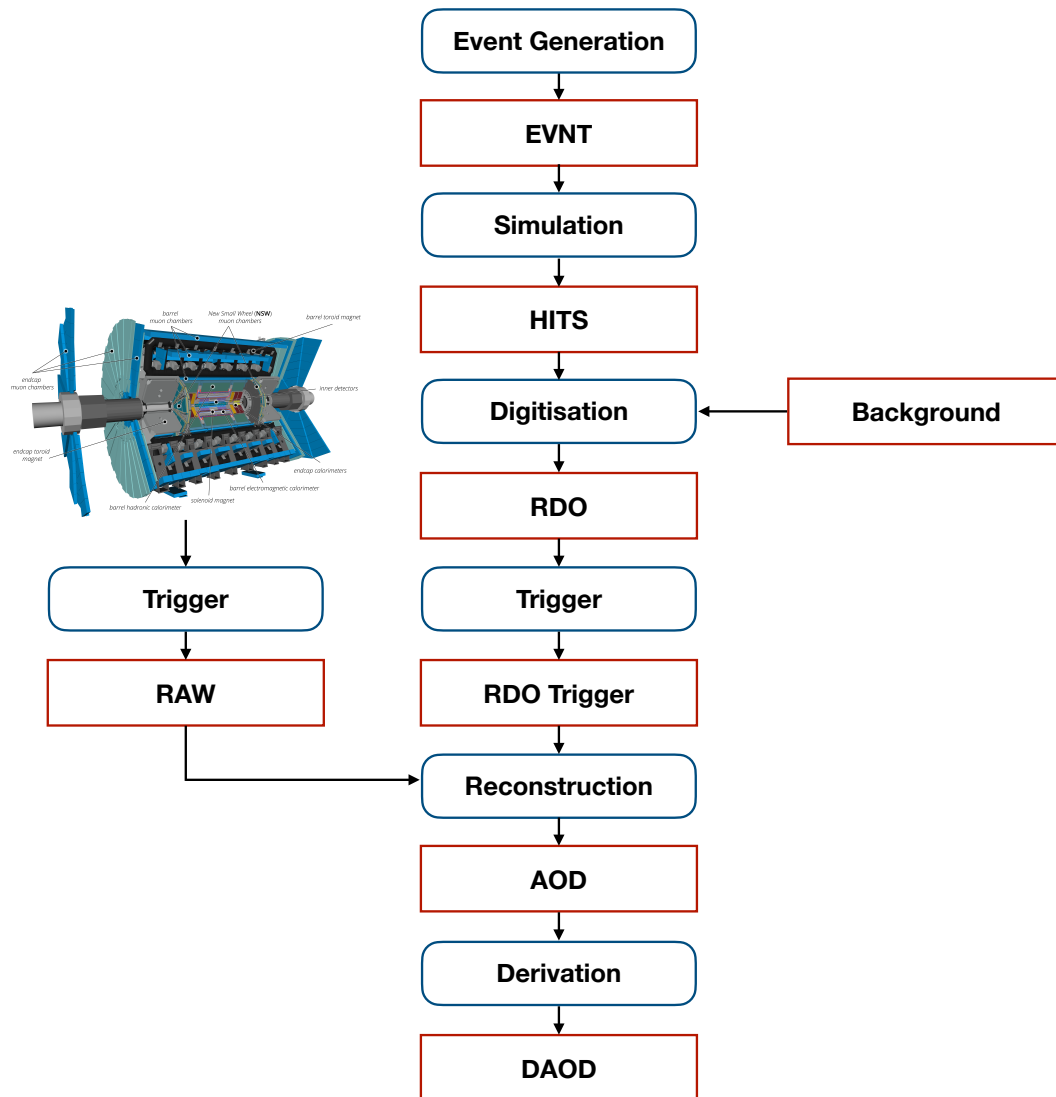 Event Generation
EVNT
Simulation
HITS
barrel
muon chambers
New Small Wheel (NSW)
muon chambers
barrel toroid magnet
endcap
muon chambers
inner detectors
endcap toroid
magnet
endcap calorimeters
barrel electromagnetic calorimeter
solenoid magnet
barrel hadronic calorimeter
Digitisation
Background
RDO
Trigger
Trigger
RAW
RDO Trigger
Reconstruction
AOD
Derivation
DAOD